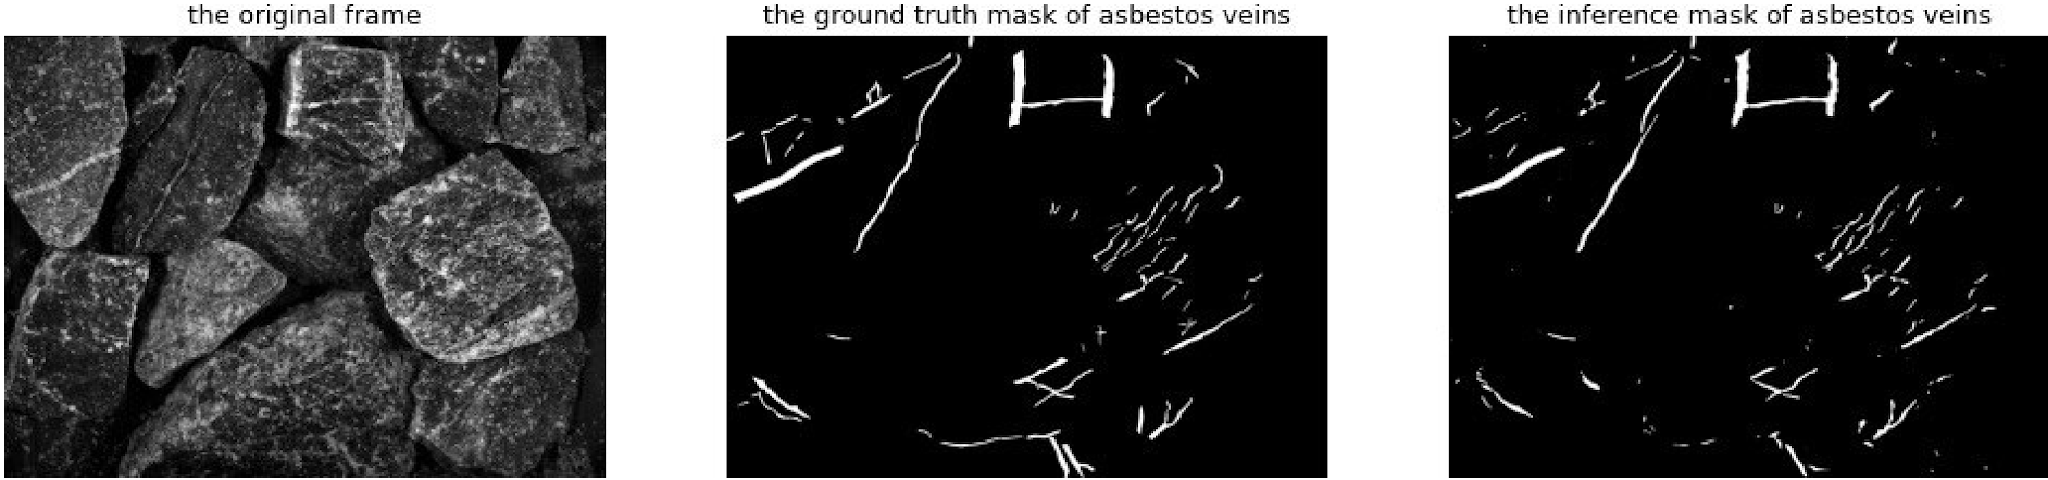 the original frame
the ground truth mask of asbestos veins
the inference mask of asbestos veins